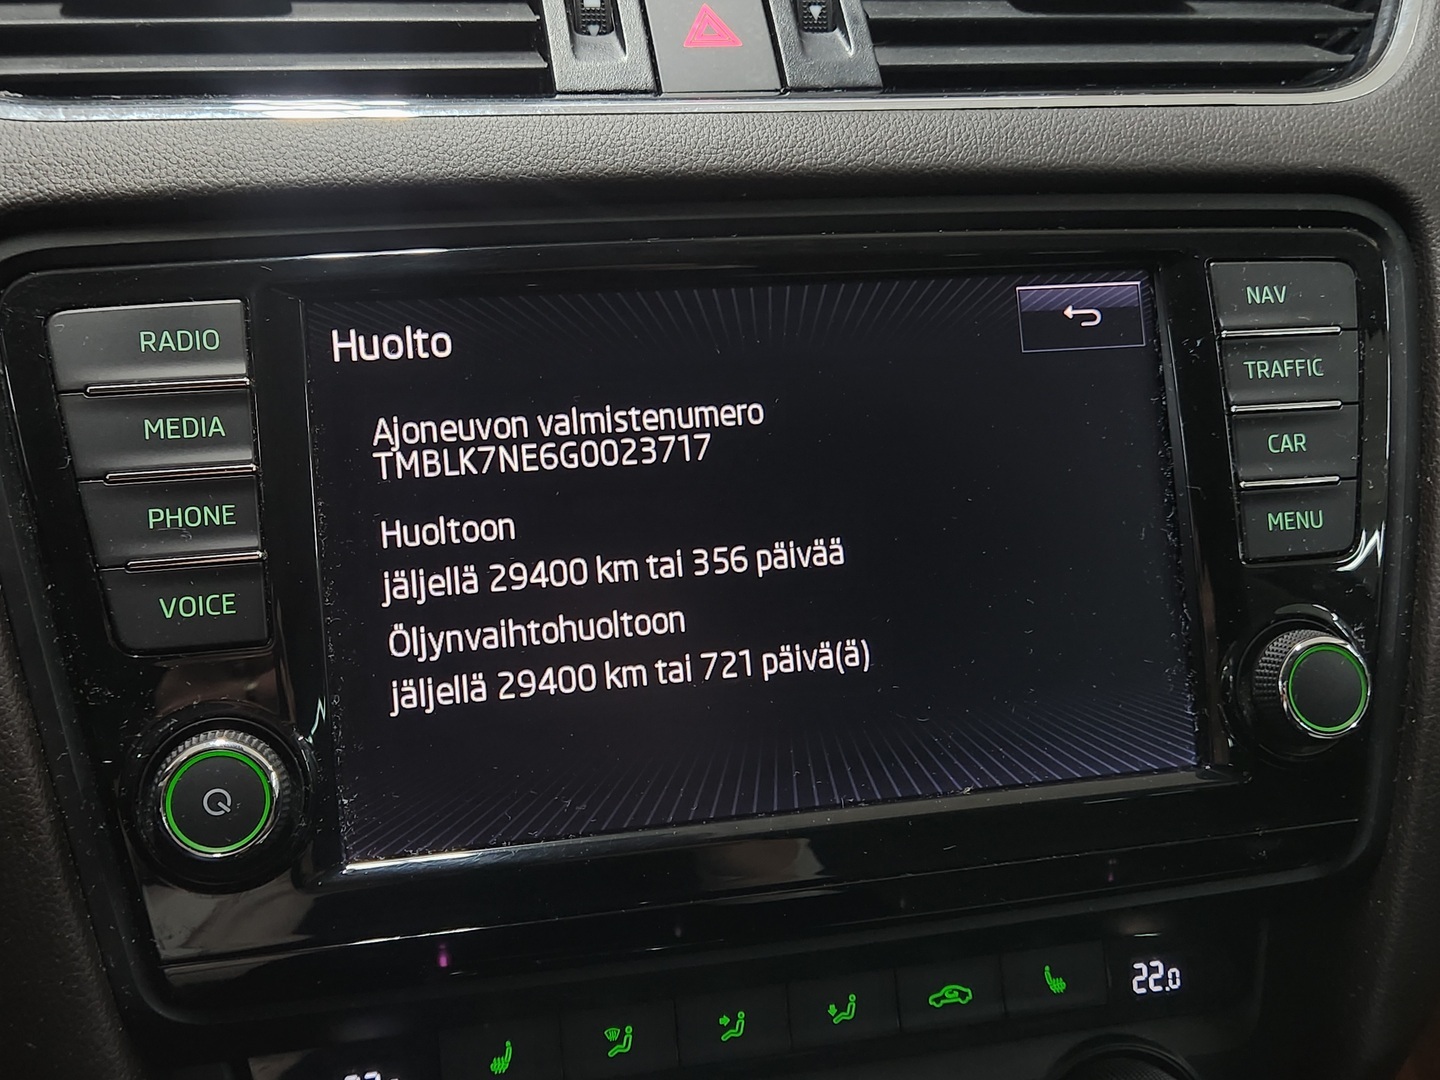 RADIO
MEDIA
PHONE
VOICE
Huolto
Ajoneuvon valmistenumero
TMBLK7NE6G0023717
Huoltoon
jäljellä 29400 km tai 356 päivää
Öljynvaihtohuoltoon
jäljellä 29400 km tai 721 päivä(ä)
NAV
TRAFFIC
CAR
MENU
22.0